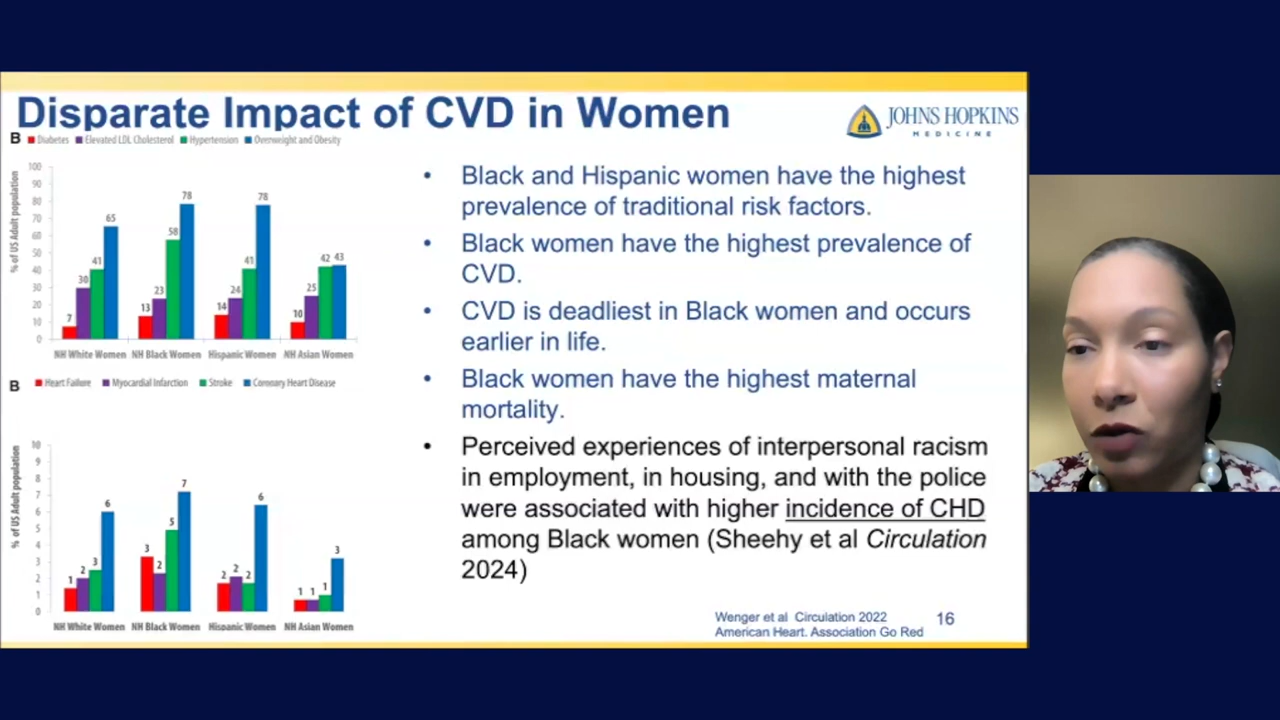 Disparate Impact of CVD in Women
JOHNS HOPKINS
MEDICINE
B Diabetes Elevated LDL Cholesterol Hypertension Overweight and Obesity
% of US Adult population
100
90
80
70
60
50
40
30
20
10
0
7 30 41 65
13 23 58 78
14 24 41 78
10 25 42 43
NH White Women NH Black Women Hispanic Women NH Asian Women
B Heart Failure Myocardial Infarction Stroke Coronary Heart Disease
% of US Adult population
10
9
8
7
6
5
4
3
2
1
0
1 2 3 6
3 2 5 7
2 2 2 6
1 1 1 3
NH White Women NH Black Women Hispanic Women NH Asian Women
• Black and Hispanic women have the highest
prevalence of traditional risk factors.
• Black women have the highest prevalence of
CVD.
• CVD is deadliest in Black women and occurs
earlier in life.
• Black women have the highest maternal
mortality.
• Perceived experiences of interpersonal racism
in employment, in housing, and with the police
were associated with higher incidence of CHD
among Black women (Sheehy et al Circulation
2024)
Wenger et al Circulation 2022
American Heart. Association Go Red
16